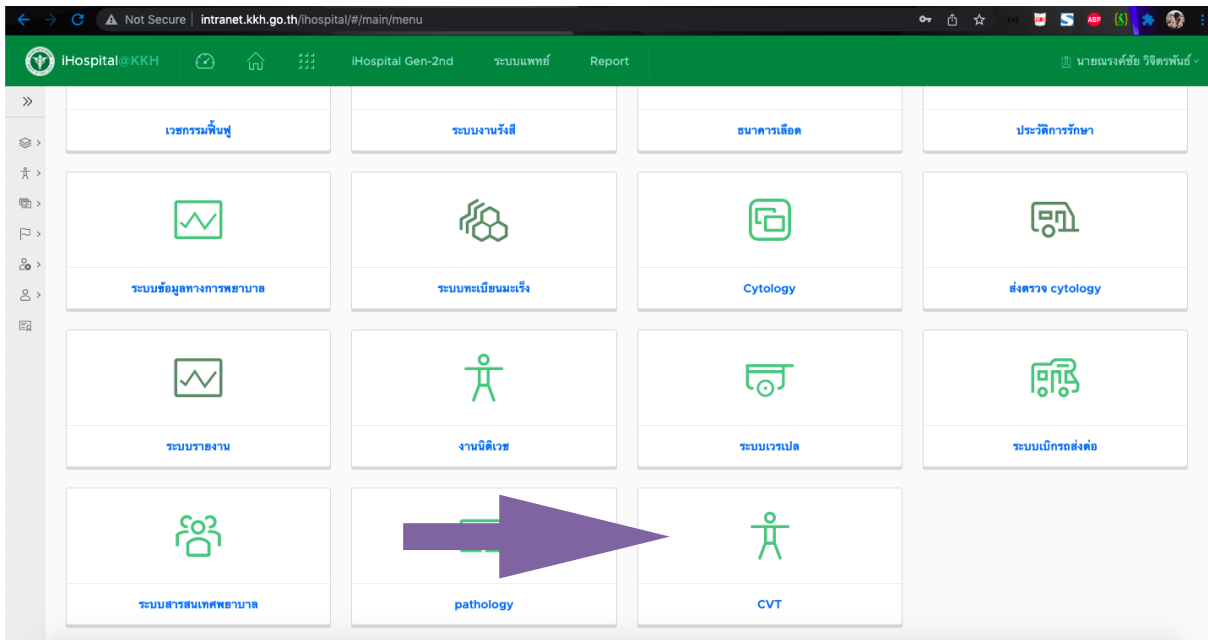 Not Secure | intranet.kkh.go.th/ihospital/#/main/menu
ABP
iHospital@KKH iHospital Gen-2nd ระบบแพทย์ Report นายณรงค์ชัย วิจิตรพันธ์
เวชกรรมฟื้นฟู ระบบงานรังสี ธนาคารเลือด ประวัติการรักษา
ระบบข้อมูลทางการพยาบาล ระบบทะเบียนมะเร็ง Cytology ส่งตรวจ cytology
ระบบรายงาน งานนิติเวช ระบบเวรเปล ระบบเบิกรถส่งต่อ
ระบบสารสนเทศพยาบาล pathology CVT